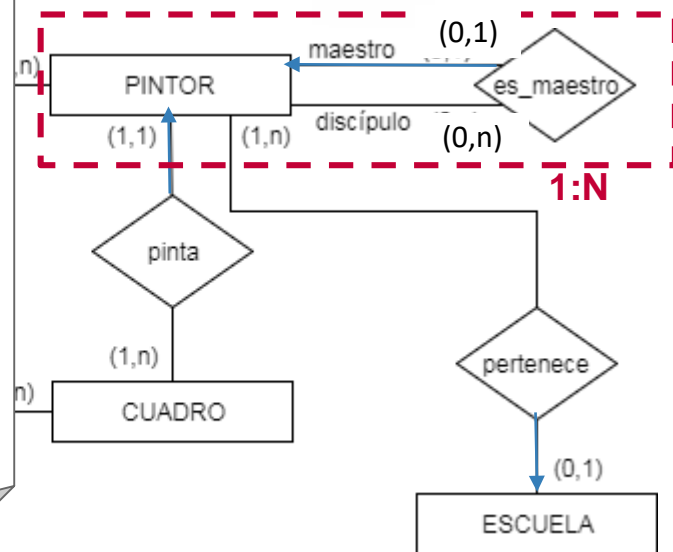 (0,1)
maestro
,n)
PINTOR
es_maestro
(1,1)
(1,n)
discípulo
(0,n)
1:N
pinta
(1,n)
pertenece
n)
CUADRO
(0,1)
ESCUELA